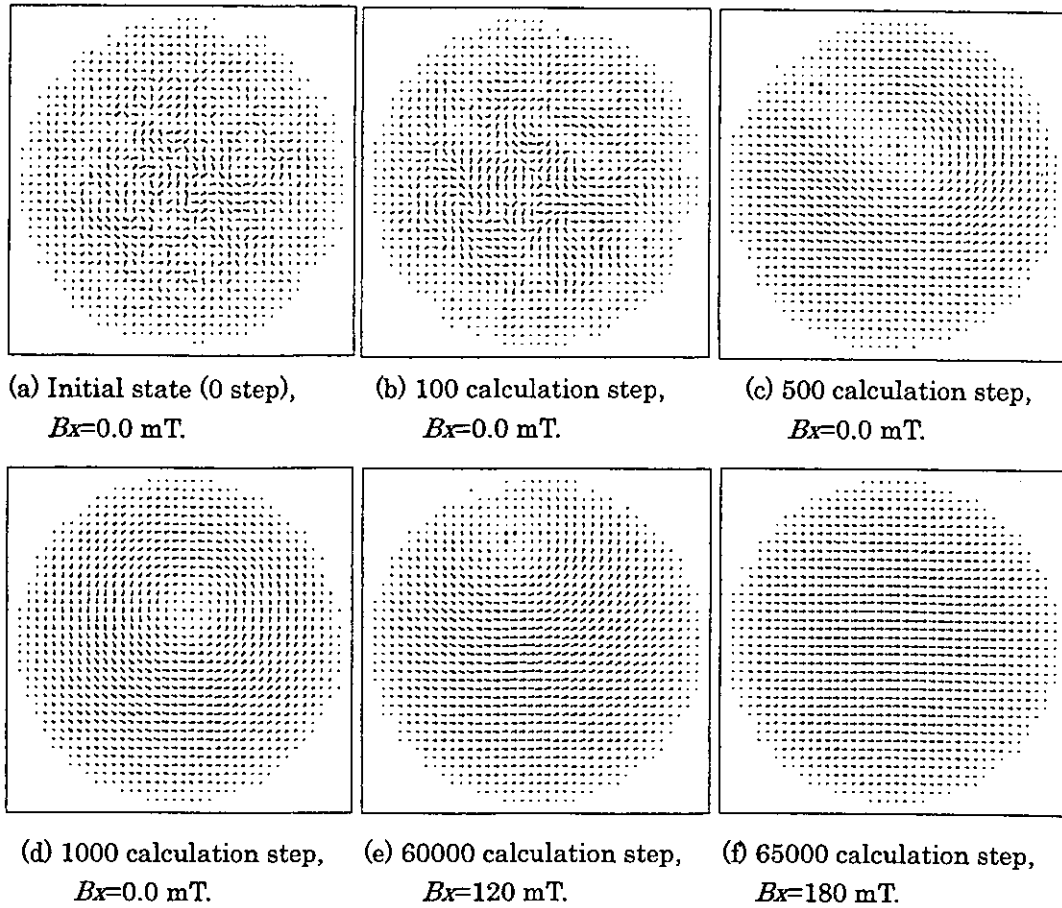 (a) Initial state (0 step),
Bx=0.0 mT.
(b) 100 calculation step,
Bx=0.0 mT.
(c) 500 calculation step,
Bx=0.0 mT.
(d) 1000 calculation step,
Bx=0.0 mT.
(e) 60000 calculation step,
Bx=120 mT.
(f) 65000 calculation step,
Bx=180 mT.